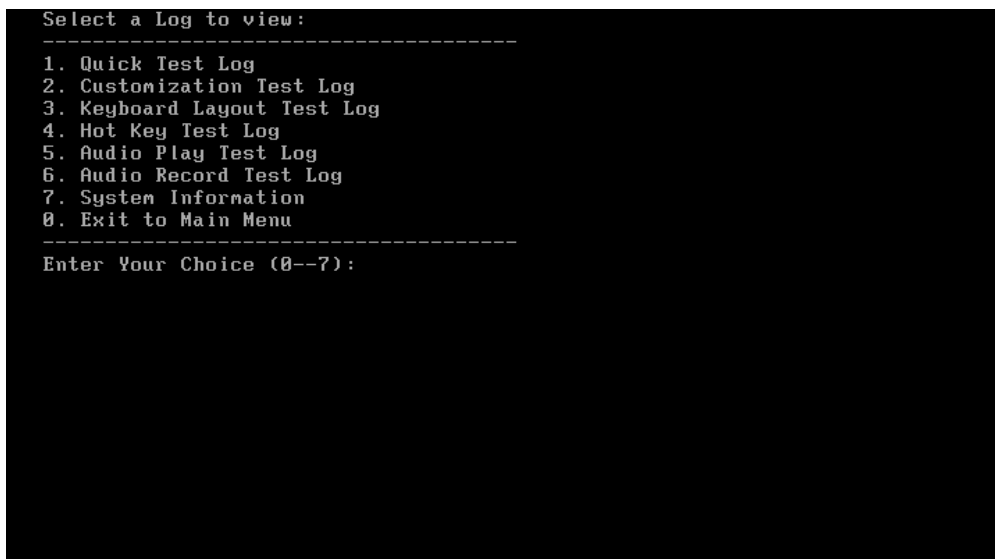 Select a Log to view:
--------------------------------------
1. Quick Test Log
2. Customization Test Log
3. Keyboard Layout Test Log
4. Hot Key Test Log
5. Audio Play Test Log
6. Audio Record Test Log
7. System Information
0. Exit to Main Menu
--------------------------------------
Enter Your Choice (0--7):